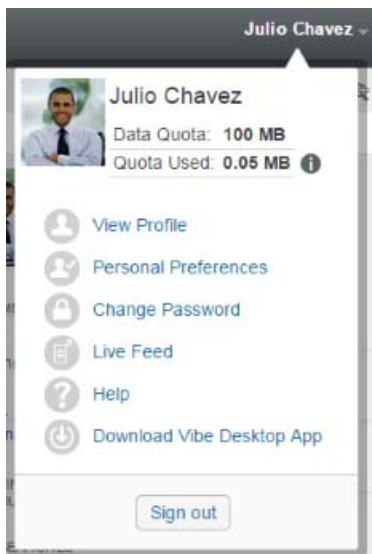 Julio Chavez
Julio Chavez
Data Quota: 100 MB
Quota Used: 0.05 MB
View Profile
Personal Preferences
Change Password
Live Feed
Help
Download Vibe Desktop App
Sign out